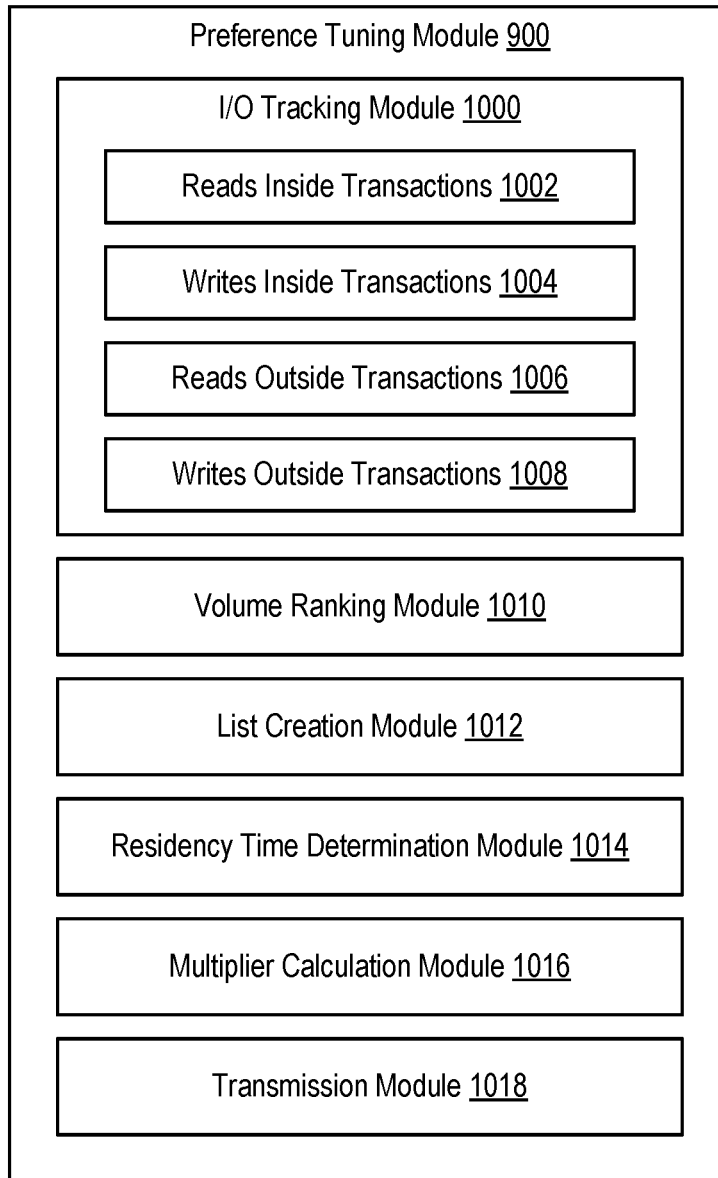 Preference Tuning Module 900
I/O Tracking Module 1000
Reads Inside Transactions 1002
Writes Inside Transactions 1004
Reads Outside Transactions 1006
Writes Outside Transactions 1008
Volume Ranking Module 1010
List Creation Module 1012
Residency Time Determination Module 1014
Multiplier Calculation Module 1016
Transmission Module 1018